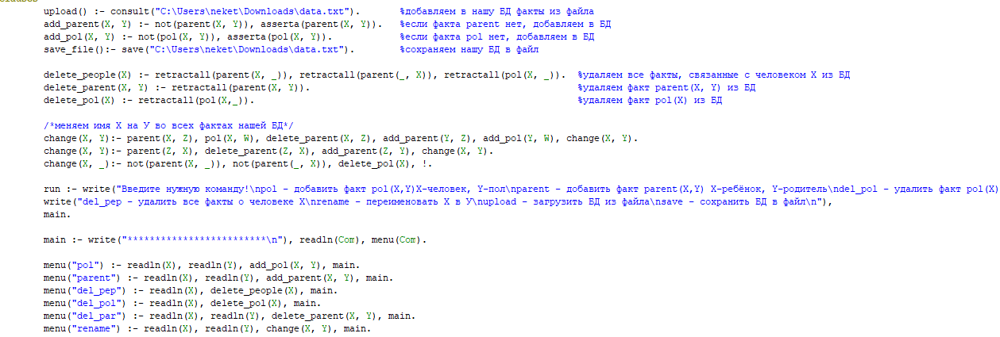 clauses
upload() :- consult("C:\Users\neket\Downloads\data.txt"). %добавляем в нашу БД факты из файла
add_parent(X, Y) :- not(parent(X, Y)), asserta(parent(X, Y)). %если факта parent нет, добавляем в БД
add_pol(X, Y) :- not(pol(X, Y)), asserta(pol(X, Y)). %если факта pol нет, добавляем в БД
save_file():- save("C:\Users\neket\Downloads\data.txt"). %сохраняем нашу БД в файл
delete_people(X) :- retractall(parent(X, _)), retractall(parent(_, X)), retractall(pol(X, _)). %удаляем все факты, связанные с человеком X из БД
delete_parent(X, Y) :- retractall(parent(X, Y)). %удаляем факт parent(X, Y) из БД
delete_pol(X) :- retractall(pol(X,_)). %удаляем факт pol(X) из БД
/*меняем имя X на У во всех фактах нашей БД*/
change(X, Y):- parent(X, Z), pol(X, W), delete_parent(X, Z), add_parent(Y, Z), add_pol(Y, W), change(X, Y).
change(X, Y):- parent(Z, X), delete_parent(Z, X), add_parent(Z, Y), change(X, Y).
change(X, _):- not(parent(X, _)), not(parent(_, X)), delete_pol(X), !.
run :- write("Введите нужную команду!\npol - добавить факт pol(X,Y)X-человек, Y-пол\nparent - добавить факт parent(X,Y) X-ребёнок, Y-родитель\ndel_pol - удалить факт pol(X)
write("del_pep - удалить все факты о человеке X\nrename - переименовать X в У\nupload - загрузить БД из файла\nsave - сохранить БД в файл\n"),
main.
main :- write("*************************\n"), readln(Com), menu(Com).
menu("pol") :- readln(X), readln(Y), add_pol(X, Y), main.
menu("parent") :- readln(X), readln(Y), add_parent(X, Y), main.
menu("del_pep") :- readln(X), delete_people(X), main.
menu("del_pol") :- readln(X), delete_pol(X), main.
menu("del_par") :- readln(X), readln(Y), delete_parent(X, Y), main.
menu("rename") :- readln(X), readln(Y), change(X, Y), main.